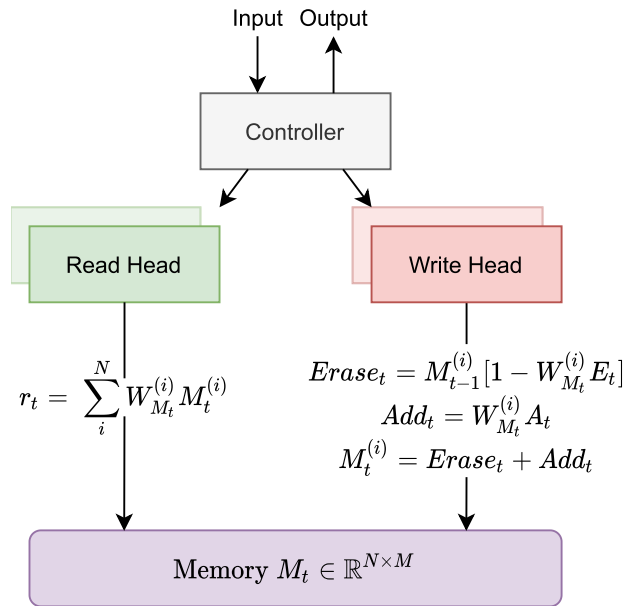 Input Output
Controller
Read Head
Write Head
$r_t = \sum_{i}^{N} W_{M_t}^{(i)} M_t^{(i)}$
$Erase_t = M_{t-1}^{(i)}[1 - W_{M_t}^{(i)} E_t]$
$Add_t = W_{M_t}^{(i)} A_t$
$M_t^{(i)} = Erase_t + Add_t$
Memory $M_t \in \mathbb{R}^{N \times M}$